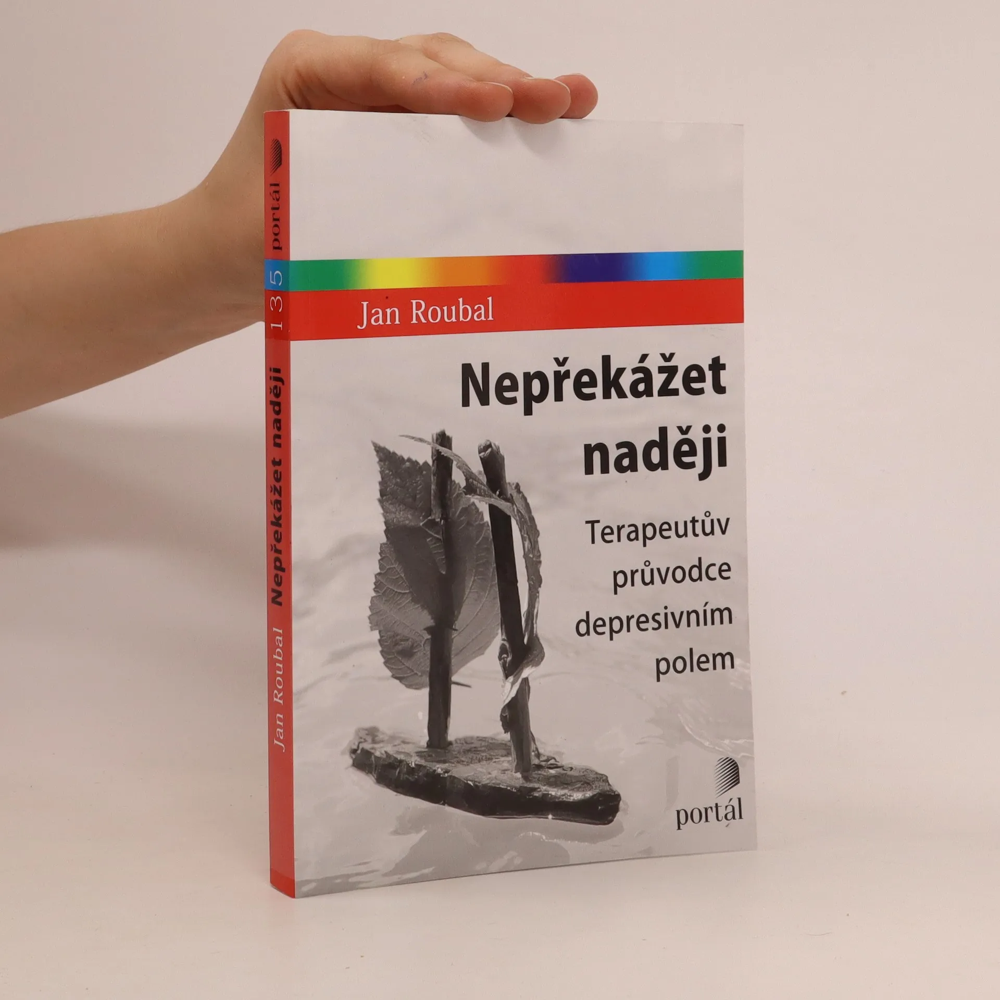 Jan Roubal
Nepřekážet
naději
Terapeutův
průvodce
depresivním
polem
portál
Jan Roubal Nepřekážet naději 135 portál